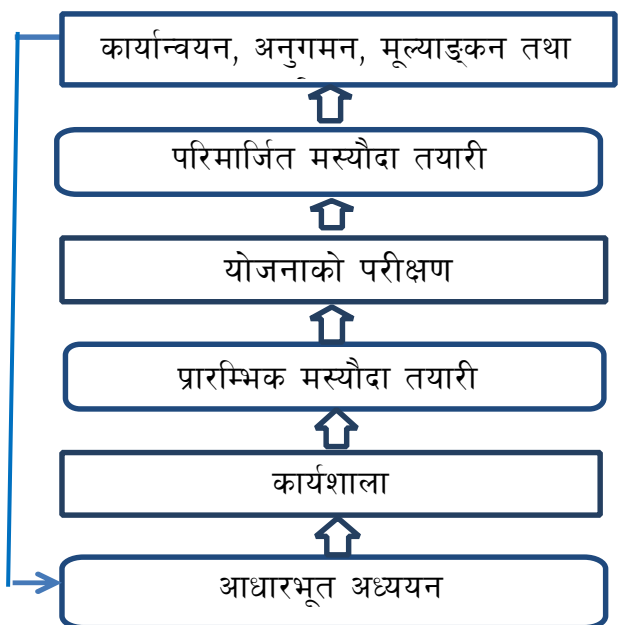 कार्यान्वयन, अनुगमन, मूल्याङ्कन तथा
परिमार्जित मस्यौदा तयारी
योजनाको परीक्षण
प्रारम्भिक मस्यौदा तयारी
कार्यशाला
आधारभूत अध्ययन